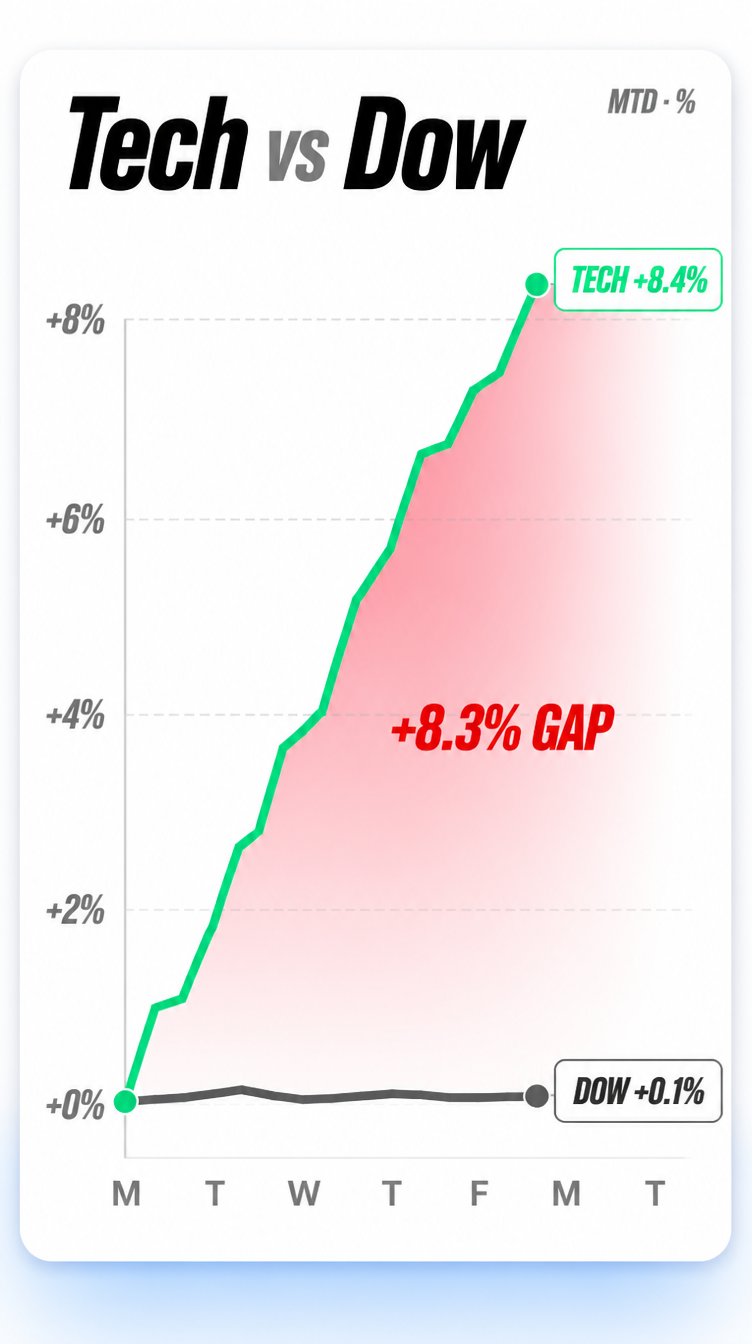 Tech vs Dow
MTD · %
TECH +8.4%
+8%
+6%
+4%
+8.3% GAP
+2%
DOW +0.1%
+0%
M T W T F M T